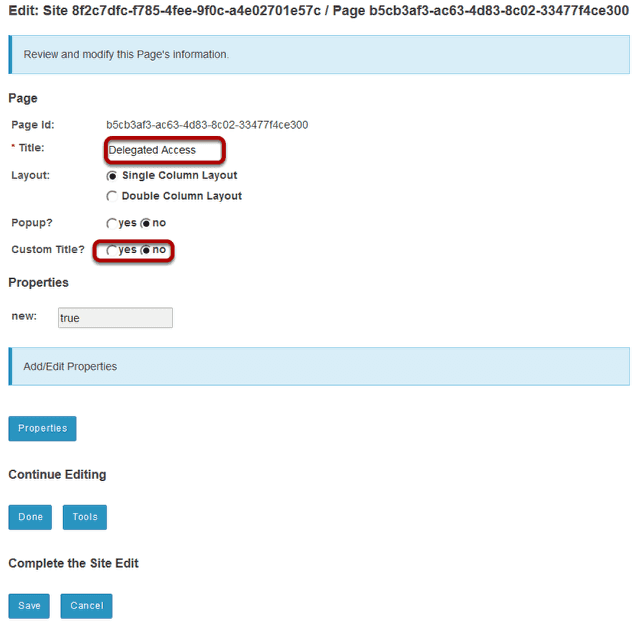 Edit: Site 8f2c7dfc-f785-4fee-9f0c-a4e02701e57c / Page b5cb3af3-ac63-4d83-8c02-33477f4ce300
Review and modify this Page's information.
Page
Page Id: b5cb3af3-ac63-4d83-8c02-33477f4ce300
* Title: Delegated Access
Layout: Single Column Layout
Double Column Layout
Popup? yes no
Custom Title? yes no
Properties
new: true
Add/Edit Properties
Properties
Continue Editing
Done Tools
Complete the Site Edit
Save Cancel